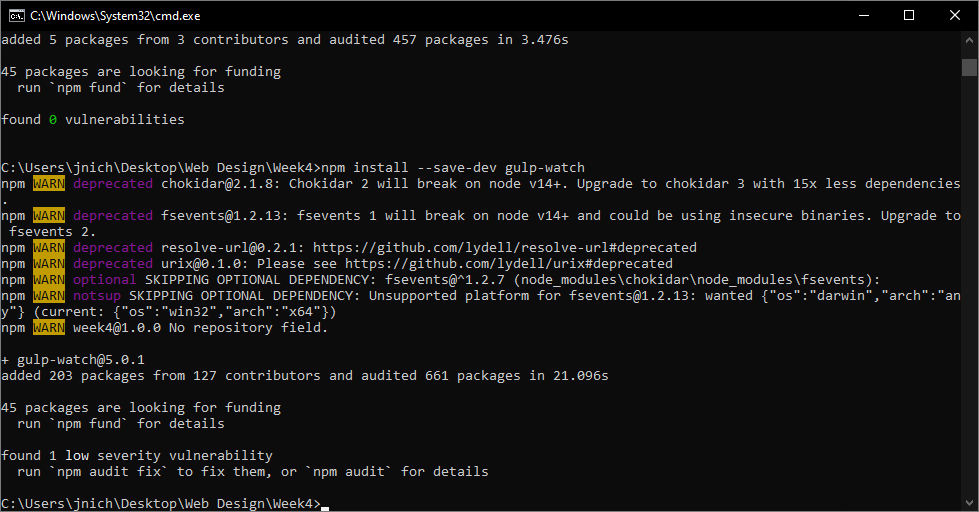 C:\Windows\System32\cmd.exe
added 5 packages from 3 contributors and audited 457 packages in 3.476s
45 packages are looking for funding
  run `npm fund` for details
found 0 vulnerabilities
C:\Users\jnich\Desktop\Web Design\Week4>npm install --save-dev gulp-watch
npm WARN deprecated chokidar@2.1.8: Chokidar 2 will break on node v14+. Upgrade to chokidar 3 with 15x less dependencies
.
npm WARN deprecated fsevents@1.2.13: fsevents 1 will break on node v14+ and could be using insecure binaries. Upgrade to
 fsevents 2.
npm WARN deprecated resolve-url@0.2.1: https://github.com/lydell/resolve-url#deprecated
npm WARN deprecated urix@0.1.0: Please see https://github.com/lydell/urix#deprecated
npm WARN optional SKIPPING OPTIONAL DEPENDENCY: fsevents@^1.2.7 (node_modules\chokidar\node_modules\fsevents):
npm WARN notsup SKIPPING OPTIONAL DEPENDENCY: Unsupported platform for fsevents@1.2.13: wanted {"os":"darwin","arch":"an
y"} (current: {"os":"win32","arch":"x64"})
npm WARN week4@1.0.0 No repository field.
+ gulp-watch@5.0.1
added 203 packages from 127 contributors and audited 661 packages in 21.096s
45 packages are looking for funding
  run `npm fund` for details
found 1 low severity vulnerability
  run `npm audit fix` to fix them, or `npm audit` for details
C:\Users\jnich\Desktop\Web Design\Week4>